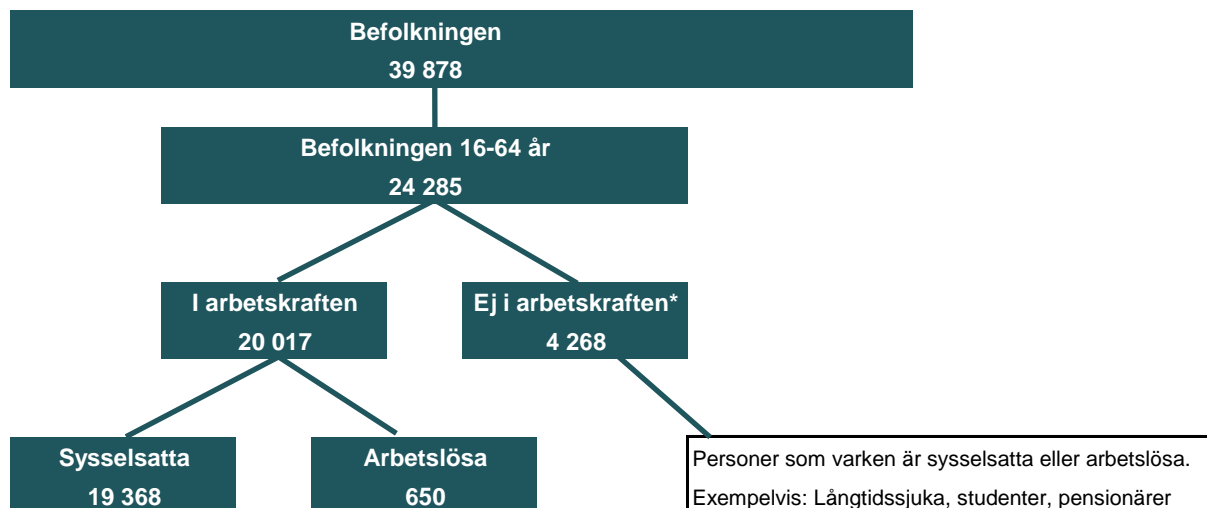 Befolkningen
39 878
Befolkningen 16-64 år
24 285
I arbetskraften
20 017
Ej i arbetskraften*
4 268
Sysselsatta
19 368
Arbetslösa
650
Personer som varken är sysselsatta eller arbetslösa.
Exempelvis: Långtidssjuka, studenter, pensionärer